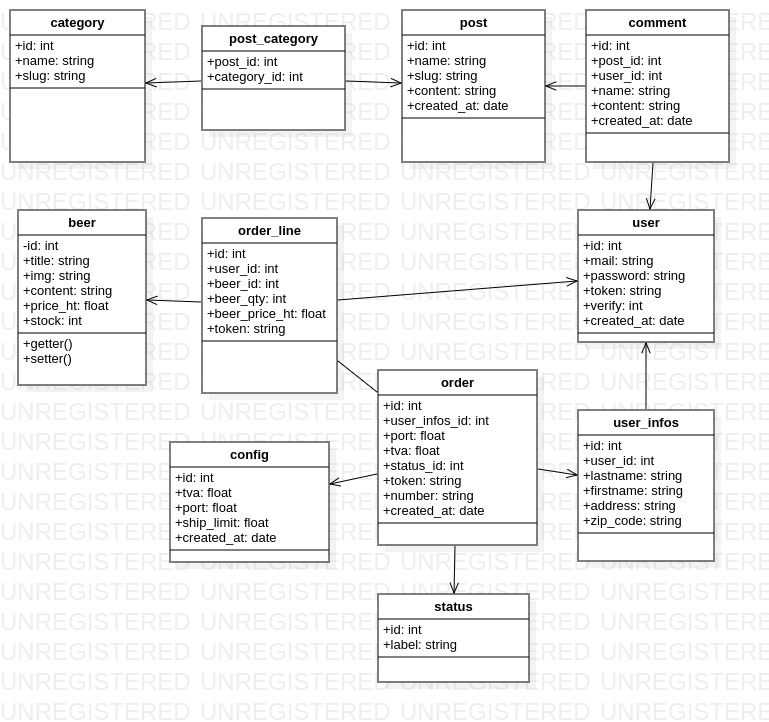 category
+id: int
+name: string
+slug: string
post_category
+post_id: int
+category_id: int
post
+id: int
+name: string
+slug: string
+content: string
+created_at: date
comment
+id: int
+post_id: int
+user_id: int
+name: string
+content: string
+created_at: date
beer
-id: int
+title: string
+img: string
+content: string
+price_ht: float
+stock: int
+getter()
+setter()
order_line
+id: int
+user_id: int
+beer_id: int
+beer_qty: int
+beer_price_ht: float
+token: string
user
+id: int
+mail: string
+password: string
+token: string
+verify: int
+created_at: date
order
+id: int
+user_infos_id: int
+port: float
+tva: float
+status_id: int
+token: string
+number: string
+created_at: date
config
+id: int
+tva: float
+port: float
+ship_limit: float
+created_at: date
user_infos
+id: int
+user_id: int
+lastname: string
+firstname: string
+address: string
+zip_code: string
status
+id: int
+label: string
UNREGISTERED UNREGISTERED UNREGISTERED UNREGISTERED